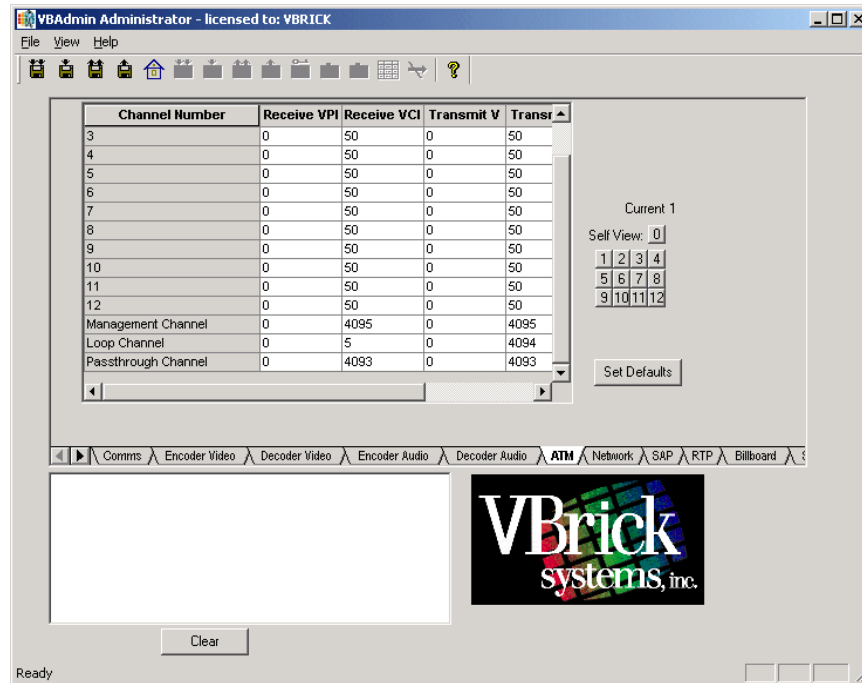 VBAdmin Administrator - licensed to: VBRICK
File View Help
Channel Number Receive VPI Receive VCI Transmit V Transr
3 0 50 0 50
4 0 50 0 50
5 0 50 0 50
6 0 50 0 50
7 0 50 0 50
8 0 50 0 50
9 0 50 0 50
10 0 50 0 50
11 0 50 0 50
12 0 50 0 50
Management Channel 0 4095 0 4095
Loop Channel 0 5 0 4094
Passthrough Channel 0 4093 0 4093
Current 1
Self View: 0
1 2 3 4
5 6 7 8
9 10 11 12
Set Defaults
Comms Encoder Video Decoder Video Encoder Audio Decoder Audio ATM Network SAP RTP Billboard
VBrick
systems, inc.
Clear
Ready